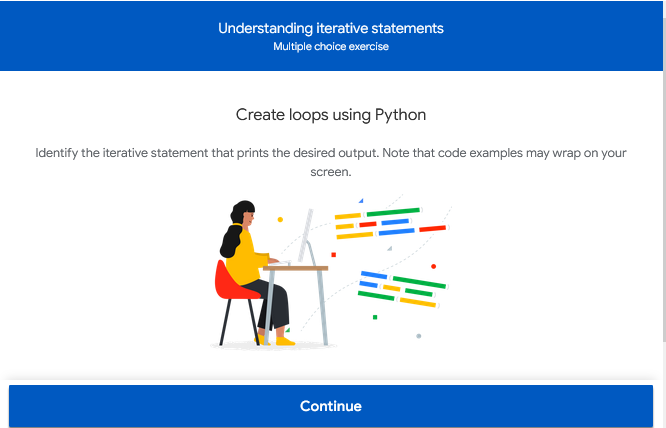 Understanding iterative statements
Multiple choice exercise
Create loops using Python
Identify the iterative statement that prints the desired output. Note that code examples may wrap on your
screen.
Continue